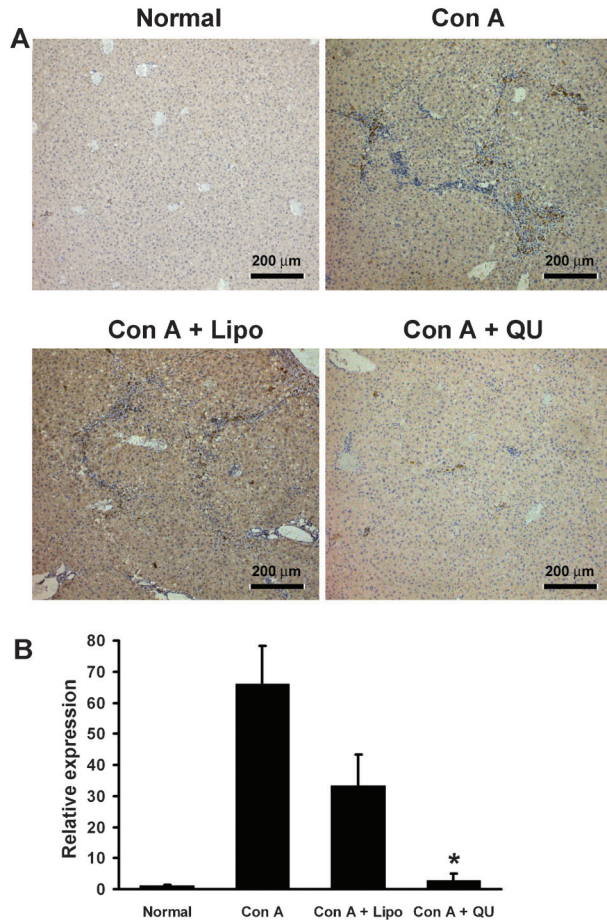 Normal
Con A
A
200 μm
200 μm
Con A + Lipo
Con A + QU
200 μm
200 μm
B
Relative expression
80
70
60
50
40
30
20
10
0
*
Normal
Con A
Con A + Lipo
Con A + QU